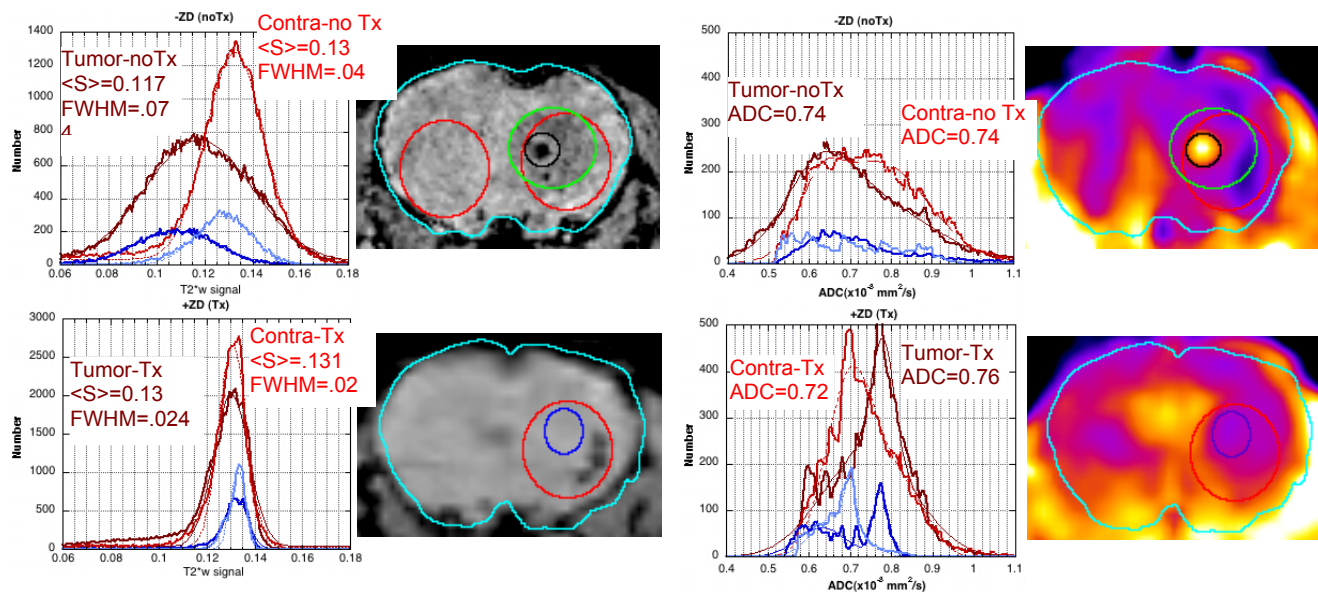 -ZD (noTx)
Contra-no Tx
<S>=0.13
FWHM=.04
Tumor-noTx
<S>=0.117
FWHM=.07
4
1400
1200
1000
800
600
400
200
0
Number
0.06
0.1
0.12
0.14
0.16
0.18
T2*w signal
+ZD (Tx)
Contra-Tx
<S>=.131
FWHM=.02
Tumor-Tx
<S>=0.13
FWHM=.024
3000
2500
2000
1500
1000
500
0
Number
0.06
0.1
0.12
0.14
0.16
0.18
T2*w signal
-ZD (noTx)
Tumor-noTx
ADC=0.74
Contra-no Tx
ADC=0.74
500
400
300
200
100
0
Number
0.4
0.5
0.6
0.7
0.8
0.9
1
1.1
ADC(x10⁻³ mm²/s)
+ZD (Tx)
Contra-Tx
ADC=0.72
Tumor-Tx
ADC=0.76
500
400
300
200
100
0
Number
0.4
0.5
0.6
0.7
0.8
0.9
1
1.1
ADC(x10⁻³ mm²/s)